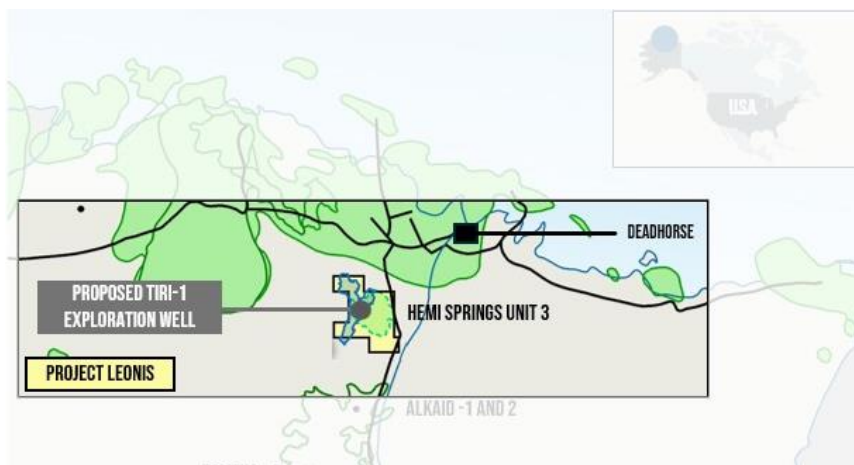 USA
DEADHORSE
PROPOSED TIRI-1
EXPLORATION WELL
HEMI SPRINGS UNIT 3
PROJECT LEONIS
ALKAID -1 AND 2